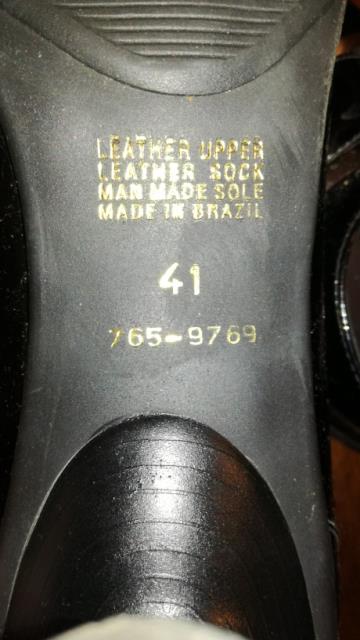 LEATHER UPPER
LEATHER SOCK
MAN MADE SOLE
MADE IN BRAZIL
41
765-9769